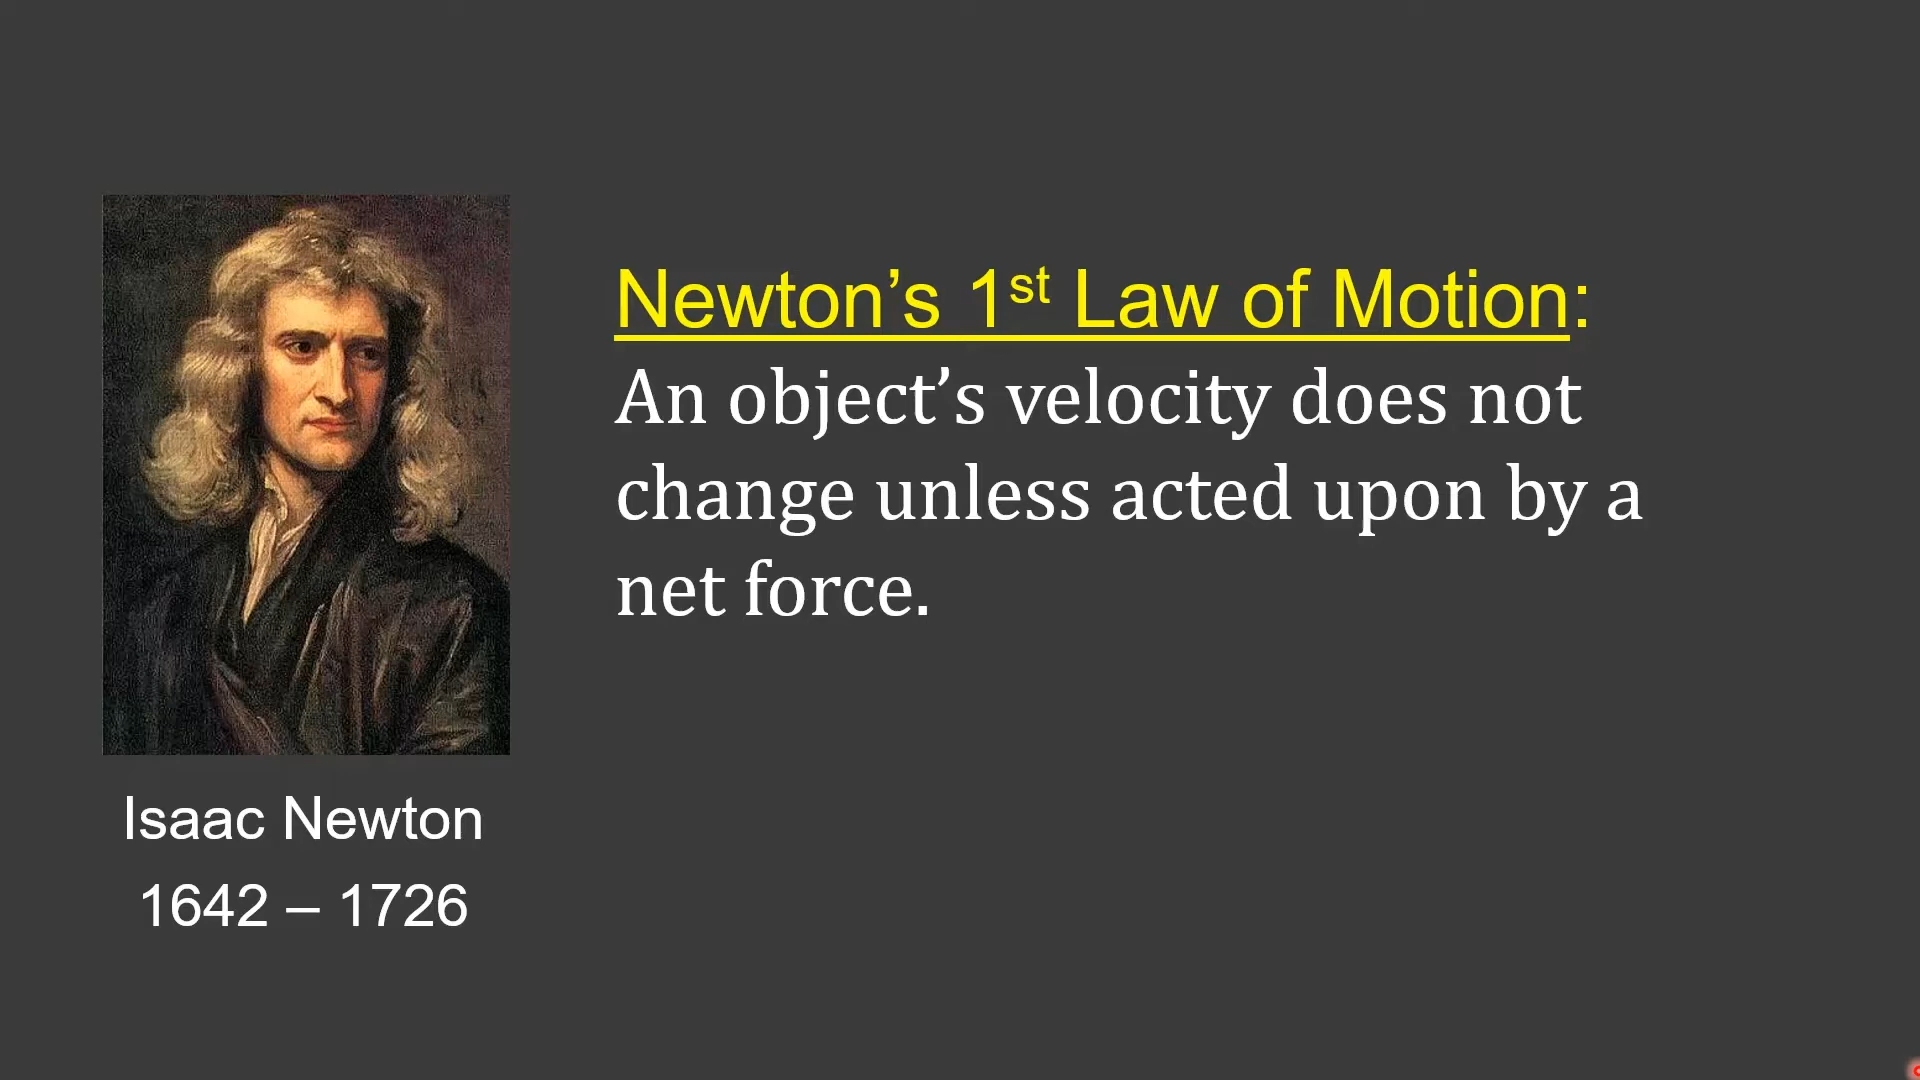 Newton’s 1st Law of Motion:
An object’s velocity does not
change unless acted upon by a
net force.
Isaac Newton
1642 – 1726